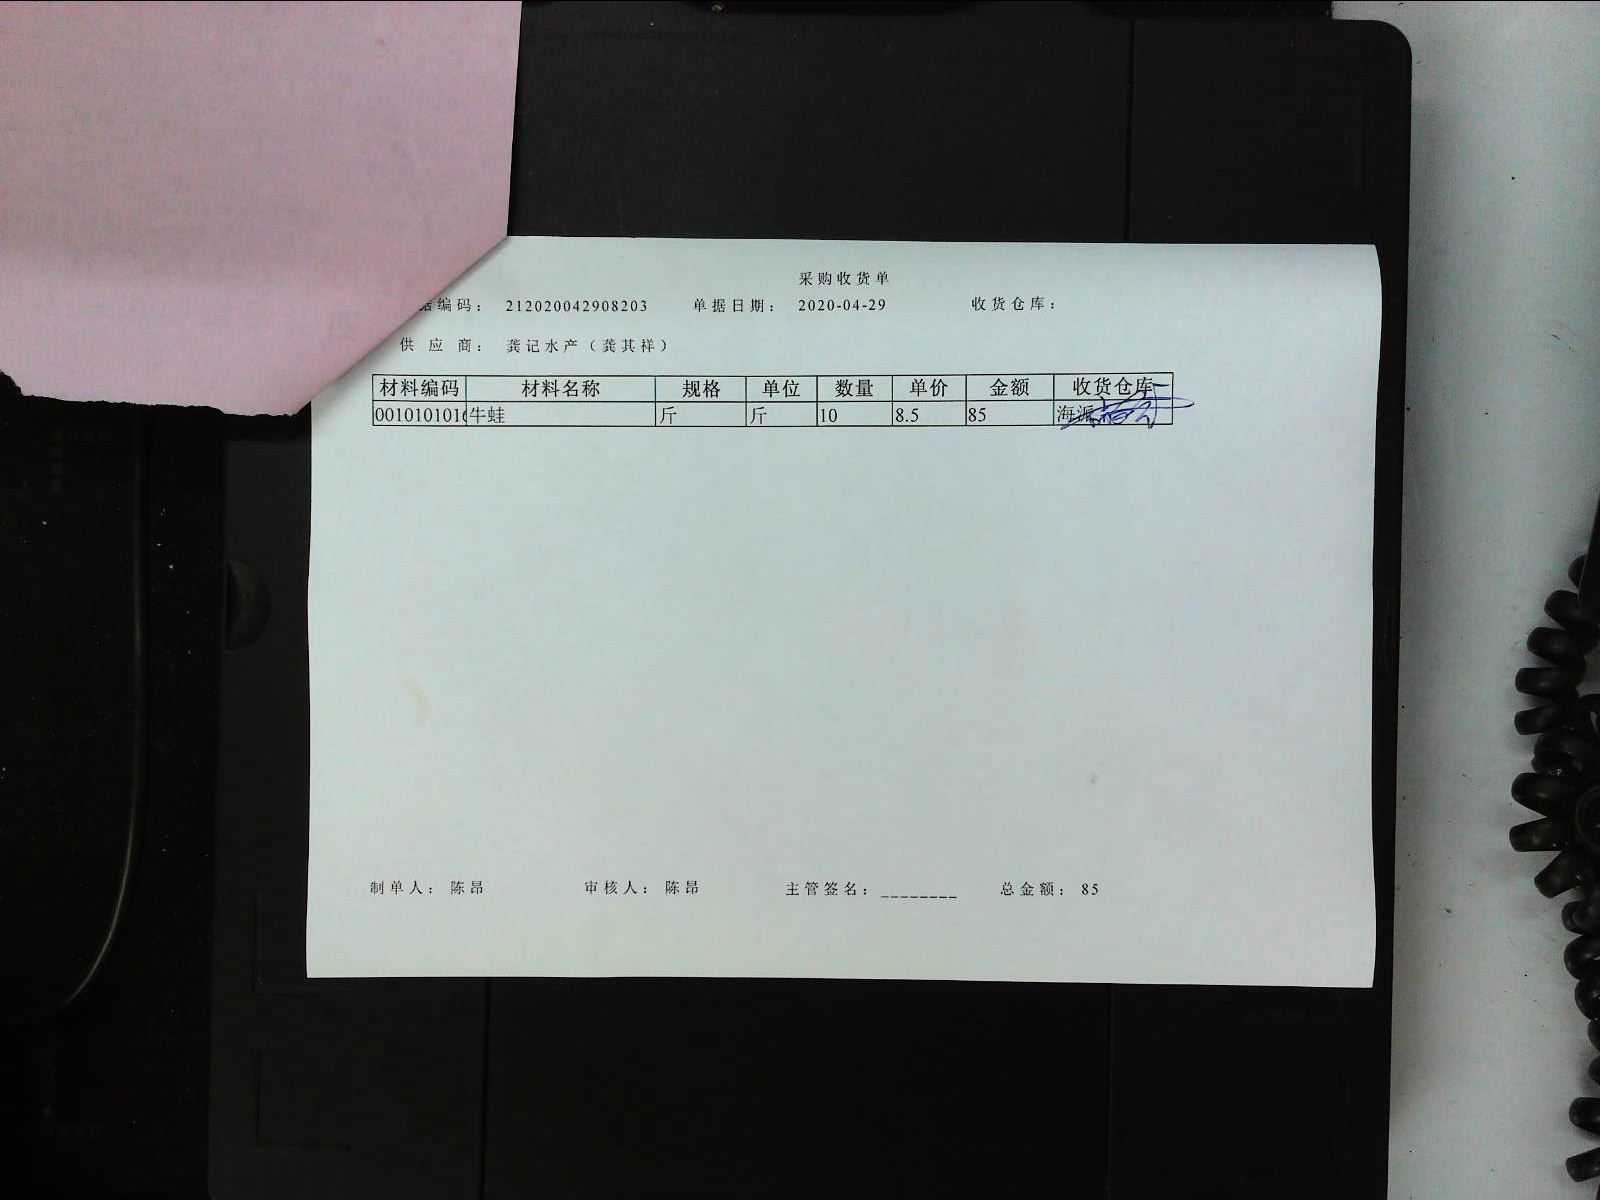 采购收货单
据编码： 212020042908203 单据日期： 2020-04-29 收货仓库：
供应商： 龚记水产（龚其祥）
材料编码 材料名称 规格 单位 数量 单价 金额 收货仓库
001010101 牛蛙 斤 斤 10 8.5 85 海派
制单人： 陈昂 审核人： 陈昂 主管签名：________ 总金额： 85